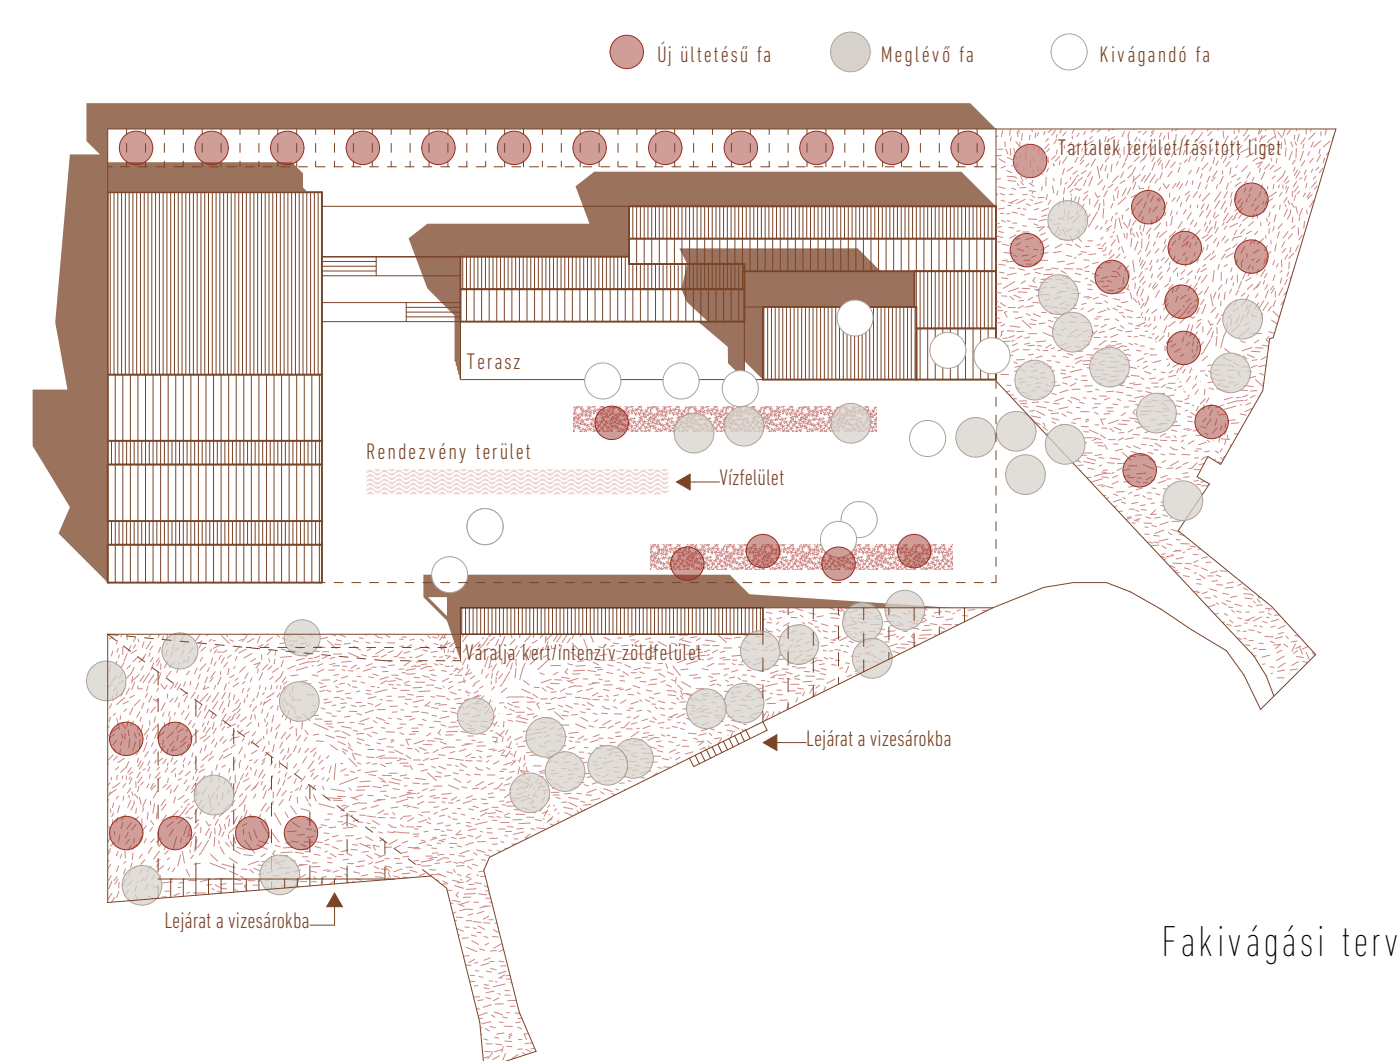 Új ültetésű fa
Meglévő fa
Kivágandó fa
Tartalék terület/fásított liget
Terasz
Rendezvény terület
Vízfelület
Váralja kert/intenzív zöldfelület
Lejárat a vizesárokba
Lejárat a vizesárokba
Fakivágási terv